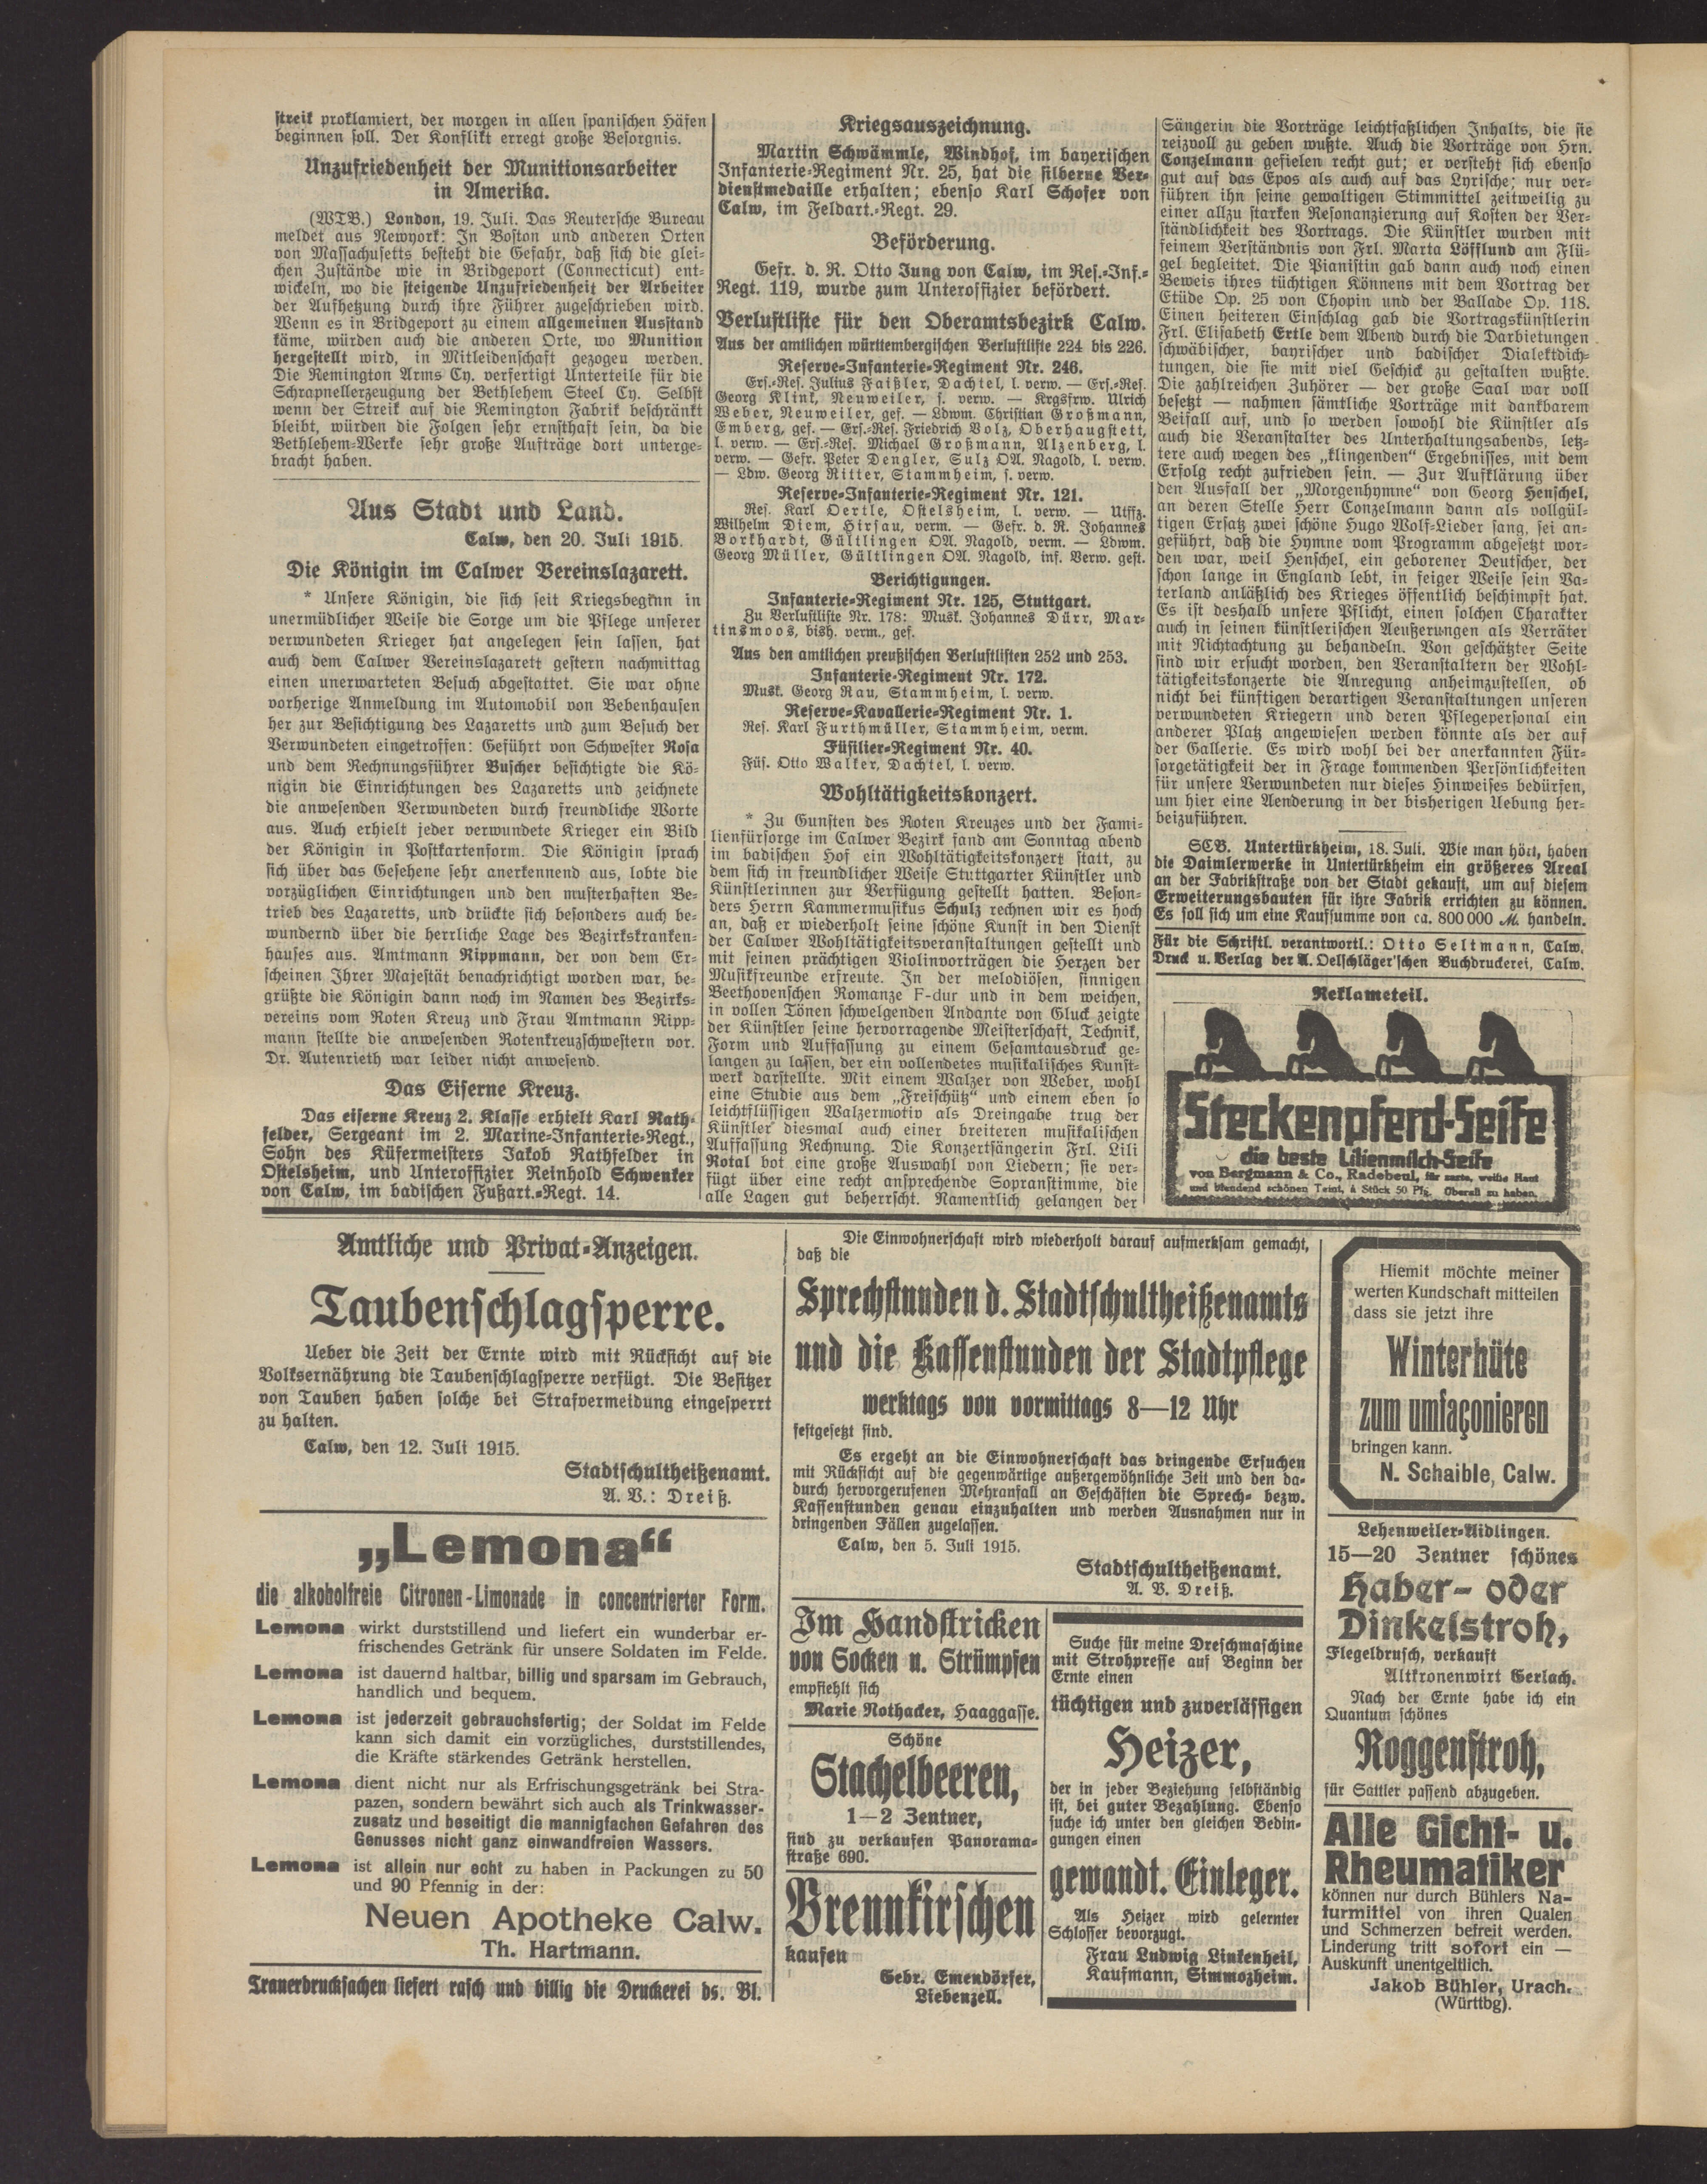 streik proklamiert, der morgen in allen spanischen Häfen
beginnen soll. Der Konflikt erregt große Besorgnis.
Unzufriedenheit der Munitionsarbeiter
in Amerika.
(WTB.) London, 19. Juli. Das Reutersche Bureau
meldet aus Newyork: In Boston und anderen Orten
von Massachusetts besteht die Gefahr, daß sich die glei-
chen Zustände wie in Bridgeport (Connecticut) ent-
wickeln, wo die steigende Unzufriedenheit der Arbeiter
der Aufhetzung durch ihre Führer zugeschrieben wird.
Wenn es in Bridgeport zu einem allgemeinen Ausstand
käme, würden auch die anderen Orte, wo Munition
hergestellt wird, in Mitleidenschaft gezogen werden.
Die Remington Arms Cy. verfertigt Unterteile für die
Schrapnellerzeugung der Bethlehem Steel Cy. Selbst
wenn der Streik auf die Remington Fabrik beschränkt
bleibt, würden die Folgen sehr ernsthaft sein, da die
Bethlehem-Werke sehr große Aufträge dort unterge-
bracht haben.
Aus Stadt und Land.
Calw, den 20. Juli 1915.
Die Königin im Calwer Vereinslazarett.
* Unsere Königin, die sich seit Kriegsbeginn in
unermüdlicher Weise die Sorge um die Pflege unserer
verwundeten Krieger hat angelegen sein lassen, hat
auch dem Calwer Vereinslazarett gestern nachmittag
einen unerwarteten Besuch abgestattet. Sie war ohne
vorherige Anmeldung im Automobil von Bebenhausen
her zur Besichtigung des Lazaretts und zum Besuch der
Verwundeten eingetroffen: Geführt von Schwester Rosa
und dem Rechnungsführer Buscher besichtigte die Kö-
nigin die Einrichtungen des Lazaretts und zeichnete
die anwesenden Verwundeten durch freundliche Worte
aus. Auch erhielt jeder verwundete Krieger ein Bild
der Königin in Postkartenform. Die Königin sprach
sich über das Gesehene sehr anerkennend aus, lobte die
vorzüglichen Einrichtungen und den musterhaften Be-
trieb des Lazaretts, und drückte sich besonders auch be-
wundernd über die herrliche Lage des Bezirkskranken-
hauses aus. Amtmann Rippmann, der von dem Er-
scheinen Ihrer Majestät benachrichtigt worden war, be-
grüßte die Königin dann noch im Namen des Bezirks-
vereins vom Roten Kreuz und Frau Amtmann Ripp-
mann stellte die anwesenden Rotenkreuzschwestern vor.
Dr. Autenrieth war leider nicht anwesend.
Das Eiserne Kreuz.
Das eiserne Kreuz 2. Klasse erhielt Karl Rath-
felder, Sergeant im 2. Marine-Infanterie-Regt.,
Sohn des Küfermeisters Jakob Rathfelder in
Ostelsheim, und Unteroffizier Reinhold Schwenker
von Calw, im badischen Fußart.-Regt. 14.
Kriegsauszeichnung.
Martin Schwämmle, Windhof, im bayerischen
Infanterie-Regiment Nr. 25, hat die silberne Ver-
dienstmedaille erhalten; ebenso Karl Schofer von
Calw, im Feldart.-Regt. 29.
Beförderung.
Gefr. d. R. Otto Jung von Calw, im Res.-Inf.-
Regt. 119, wurde zum Unteroffizier befördert.
Verlustliste für den Oberamtsbezirk Calw.
Aus der amtlichen württembergischen Verlustliste 224 bis 226.
Reserve-Infanterie-Regiment Nr. 246.
Ers.-Res. Julius Faißler, Dachtel, l. verw. — Ers.-Res.
Georg Klink, Neuweiler, s. verw. — Krgsfrw. Ulrich
Weber, Neuweiler, gef. — Ldwm. Christian Großmann,
Emberg, gef. — Ers.-Res. Friedrich Volz, Oberhaugstett,
l. verw. — Ers.-Res. Michael Großmann, Alzenberg, l.
verw. — Gefr. Peter Dengler, Sulz OA. Nagold, l. verw.
— Ldw. Georg Ritter, Stammheim, s. verw.
Reserve-Infanterie-Regiment Nr. 121.
Res. Karl Oertle, Ostelsheim, l. verw. — Utffz.
Wilhelm Diem, Hirsau, verm. — Gefr. d. R. Johannes
Borkhardt, Gültlingen OA. Nagold, verm. — Ldwm.
Georg Müller, Gültlingen OA. Nagold, inf. Verw. gest.
Berichtigungen.
Infanterie-Regiment Nr. 125, Stuttgart.
Zu Verlustliste Nr. 178: Musk. Johannes Dürr, Mar-
tinsmoos, bish. verm., gef.
Aus den amtlichen preußischen Verlustlisten 252 und 253.
Infanterie-Regiment Nr. 172.
Musk. Georg Rau, Stammheim, l. verw.
Reserve-Kavallerie-Regiment Nr. 1.
Res. Karl Furthmüller, Stammheim, verm.
Füsilier-Regiment Nr. 40.
Füs. Otto Walker, Dachtel, l. verw.
Wohltätigkeitskonzert.
* Zu Gunsten des Roten Kreuzes und der Fami-
lienfürsorge im Calwer Bezirk fand am Sonntag abend
im badischen Hof ein Wohltätigkeitskonzert statt, zu
dem sich in freundlicher Weise Stuttgarter Künstler und
Künstlerinnen zur Verfügung gestellt hatten. Beson-
ders Herrn Kammermusikus Schulz rechnen wir es hoch
an, daß er wiederholt seine schöne Kunst in den Dienst
der Calwer Wohltätigkeitsveranstaltungen gestellt und
mit seinen prächtigen Violinvorträgen die Herzen der
Musikfreunde erfreute. In der melodiösen, sinnigen
Beethovenschen Romanze F-dur und in dem weichen,
in vollen Tönen schwelgenden Andante von Gluck zeigte
der Künstler seine hervorragende Meisterschaft, Technik,
Form und Auffassung zu einem Gesamtausdruck ge-
langen zu lassen, der ein vollendetes musikalisches Kunst-
werk darstellte. Mit einem Walzer von Weber, wohl
eine Studie aus dem „Freischütz“ und einem eben so
leichtflüssigen Walzermotiv als Dreingabe trug der
Künstler diesmal auch einer breiteren musikalischen
Auffassung Rechnung. Die Konzertsängerin Frl. Lili
Rotal bot eine große Auswahl von Liedern; sie ver-
fügt über eine recht ansprechende Sopranstimme, die
alle Lagen gut beherrscht. Namentlich gelangen der
Sängerin die Vorträge leichtfaßlichen Inhalts, die sie
reizvoll zu geben wußte. Auch die Vorträge von Hrn.
Conzelmann gefielen recht gut; er versteht sich ebenso
gut auf das Epos als auch auf das Lyrische; nur ver-
führen ihn seine gewaltigen Stimmittel zeitweilig zu
einer allzu starken Resonanzierung auf Kosten der Ver-
ständlichkeit des Vortrags. Die Künstler wurden mit
feinem Verständnis von Frl. Marta Löfflund am Flü-
gel begleitet. Die Pianistin gab dann auch noch einen
Beweis ihres tüchtigen Könnens mit dem Vortrag der
Etüde Op. 25 von Chopin und der Ballade Op. 118.
Einen heiteren Einschlag gab die Vortragskünstlerin
Frl. Elisabeth Ertle dem Abend durch die Darbietungen
schwäbischer, bayrischer und badischer Dialektdich-
tungen, die sie mit viel Geschick zu gestalten wußte.
Die zahlreichen Zuhörer — der große Saal war voll
besetzt — nahmen sämtliche Vorträge mit dankbarem
Beifall auf, und so werden sowohl die Künstler als
auch die Veranstalter des Unterhaltungsabends, letz-
tere auch wegen des „klingenden“ Ergebnisses, mit dem
Erfolg recht zufrieden sein. — Zur Aufklärung über
den Ausfall der „Morgenhymne“ von Georg Henschel,
an deren Stelle Herr Conzelmann dann als vollgül-
tigen Ersatz zwei schöne Hugo Wolf-Lieder sang, sei an-
geführt, daß die Hymne vom Programm abgesetzt wor-
den war, weil Henschel, ein geborener Deutscher, der
schon lange in England lebt, in feiger Weise sein Va-
terland anläßlich des Krieges öffentlich beschimpft hat.
Es ist deshalb unsere Pflicht, einen solchen Charakter
auch in seinen künstlerischen Aeußerungen als Verräter
mit Nichtachtung zu behandeln. Von geschätzter Seite
sind wir ersucht worden, den Veranstaltern der Wohl-
tätigkeitskonzerte die Anregung anheimzustellen, ob
nicht bei künftigen derartigen Veranstaltungen unseren
verwundeten Kriegern und deren Pflegepersonal ein
anderer Platz angewiesen werden könnte als der auf
der Gallerie. Es wird wohl bei der anerkannten Für-
sorgetätigkeit der in Frage kommenden Persönlichkeiten
für unsere Verwundeten nur dieses Hinweises bedürfen,
um hier eine Aenderung in der bisherigen Uebung her-
beizuführen.
SCB. Untertürkheim, 18. Juli. Wie man hört, haben
die Daimlerwerke in Untertürkheim ein größeres Areal
an der Fabrikstraße von der Stadt gekauft, um auf diesem
Erweiterungsbauten für ihre Fabrik errichten zu können.
Es soll sich um eine Kaufsumme von ca. 800 000 M. handeln.
Für die Schriftl. verantwortl.: Otto Seltmann, Calw.
Druck u. Verlag der A. Oelschläger'schen Buchdruckerei, Calw.
Reklameteil.
Steckenpferd-Seife
die beste Lilienmilch-Seife
von Bergmann & Co., Radebeul, für zarte, weiße Haut
und blendend schönen Teint, à Stück 50 Pfg. Überall zu haben.
Amtliche und Privat-Anzeigen.
Taubenschlagsperre.
Ueber die Zeit der Ernte wird mit Rücksicht auf die
Volksernährung die Taubenschlagsperre verfügt. Die Besitzer
von Tauben haben solche bei Strafvermeidung eingesperrt
zu halten.
Calw, den 12. Juli 1915.
Stadtschultheißenamt.
A. V.: Dreiß.
„Lemona“
die alkoholfreie Citronen-Limonade in concentrierter Form.
Lemona wirkt durststillend und liefert ein wunderbar er-
frischendes Getränk für unsere Soldaten im Felde.
Lemona ist dauernd haltbar, billig und sparsam im Gebrauch,
handlich und bequem.
Lemona ist jederzeit gebrauchsfertig; der Soldat im Felde
kann sich damit ein vorzügliches, durststillendes,
die Kräfte stärkendes Getränk herstellen.
Lemona dient nicht nur als Erfrischungsgetränk bei Stra-
pazen, sondern bewährt sich auch als Trinkwasser-
zusatz und beseitigt die mannigfachen Gefahren des
Genusses nicht ganz einwandfreien Wassers.
Lemona ist allein nur echt zu haben in Packungen zu 50
und 90 Pfennig in der:
Neuen Apotheke Calw.
Th. Hartmann.
Trauerdrucksachen liefert rasch und billig die Druckerei ds. Bl.
Die Einwohnerschaft wird wiederholt darauf aufmerksam gemacht,
daß die
Sprechstunden d. Stadtschultheißenamts
und die Kassenstunden der Stadtpflege
werktags von vormittags 8—12 Uhr
festgesetzt sind.
Es ergeht an die Einwohnerschaft das dringende Ersuchen
mit Rücksicht auf die gegenwärtige außergewöhnliche Zeit und den da-
durch hervorgerufenen Mehranfall an Geschäften die Sprech- bezw.
Kassenstunden genau einzuhalten und werden Ausnahmen nur in
dringenden Fällen zugelassen.
Calw, den 5. Juli 1915.
Stadtschultheißenamt.
A. V. Dreiß.
Im Handstricken
von Socken u. Strümpfen
empfiehlt sich
Marie Nothacker, Haaggasse.
Schöne
Stachelbeeren,
1—2 Zentner,
sind zu verkaufen Panorama-
straße 690.
Brennkirschen
kaufen
Gebr. Emendörfer,
Liebenzell.
Suche für meine Dreschmaschine
mit Strohpresse auf Beginn der
Ernte einen
tüchtigen und zuverlässigen
Heizer,
der in jeder Beziehung selbständig
ist, bei guter Bezahlung. Ebenso
suche ich unter den gleichen Bedin-
gungen einen
gewandt. Einleger.
Als Heizer wird gelernter
Schlosser bevorzugt.
Frau Ludwig Linkenheil,
Kaufmann, Simmozheim.
Hiemit möchte meiner
werten Kundschaft mitteilen
dass sie jetzt ihre
Winterhüte
zum umfaçonieren
bringen kann.
N. Schaible, Calw.
Lehenweiler-Aidlingen.
15—20 Zentner schönes
Haber- oder
Dinkelstroh,
Flegeldrusch, verkauft
Altkronenwirt Gerlach.
Nach der Ernte habe ich ein
Quantum schönes
Roggenstroh,
für Sattler passend abzugeben.
Alle Gicht- u.
Rheumatiker
können nur durch Bühlers Na-
turmittel von ihren Qualen
und Schmerzen befreit werden.
Linderung tritt sofort ein —
Auskunft unentgeltlich.
Jakob Bühler, Urach.
(Württbg).